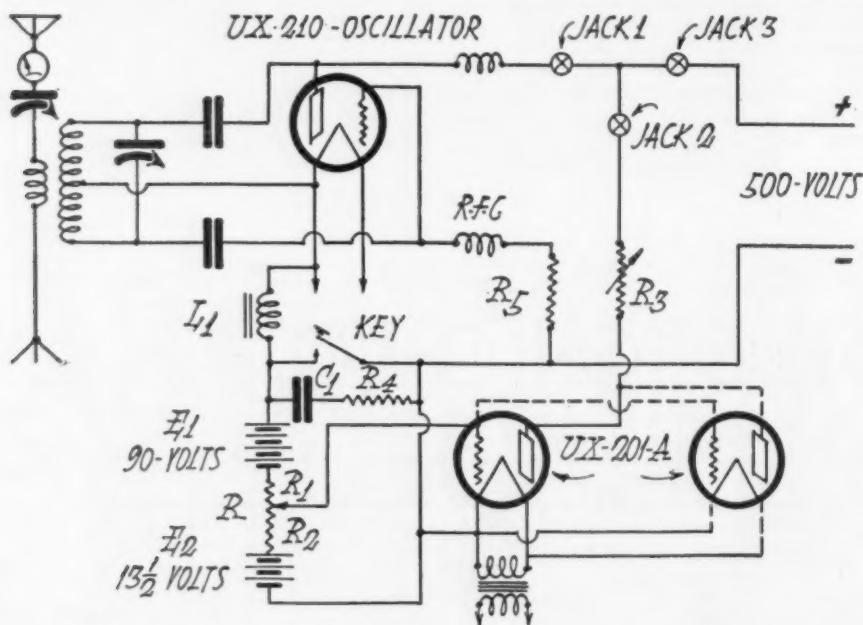 UX-210-OSCILLATOR
JACK 1
JACK 3
JACK 2
+
500-VOLTS
-
R.F.C
R5
R3
L1
KEY
C1
R4
E1
90-VOLTS
R1
R
R2
E2
13½ VOLTS
UX-201-A